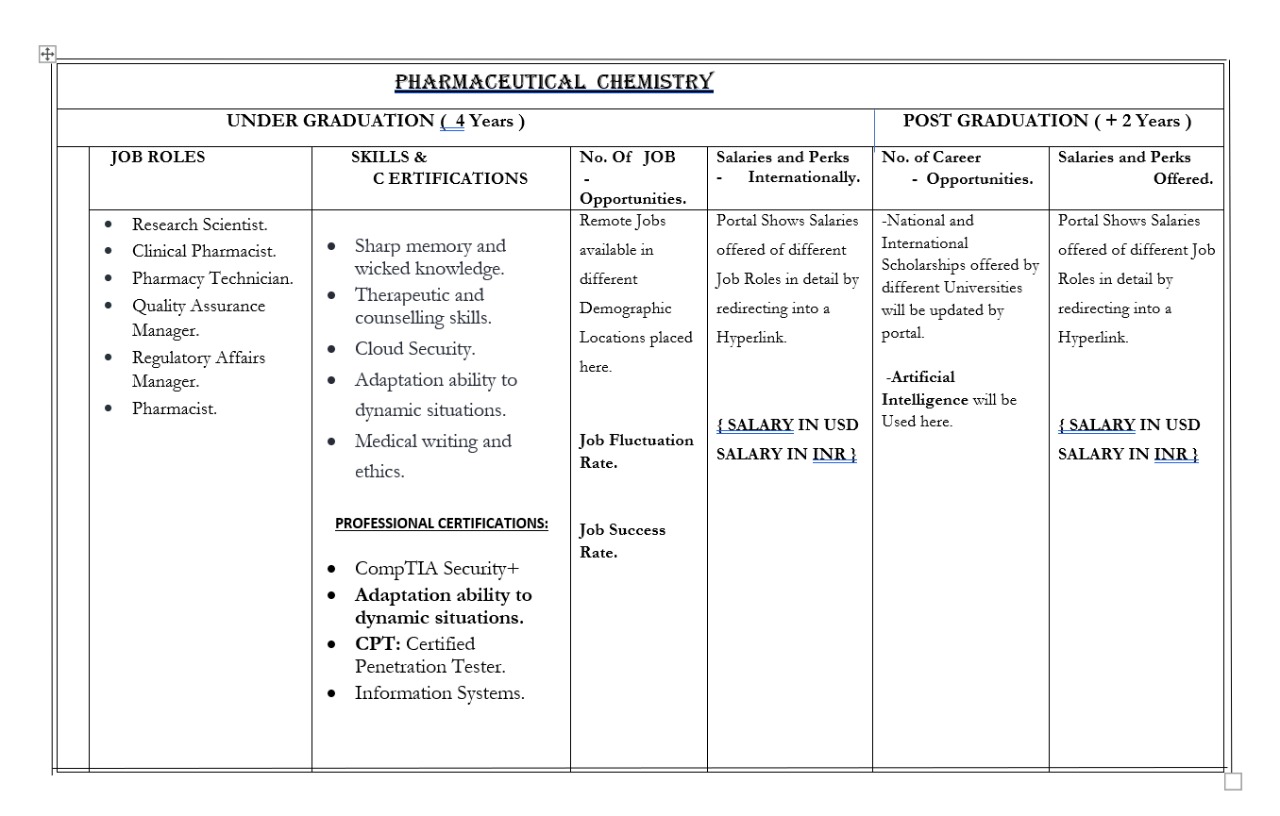 PHARMACEUTICAL CHEMISTRY
UNDER GRADUATION ( 4 Years )
POST GRADUATION ( + 2 Years )
JOB ROLES
SKILLS &
C ERTIFICATIONS
No. Of JOB
-
Opportunities.
Salaries and Perks
- Internationally.
No. of Career
- Opportunities.
Salaries and Perks
Offered.
• Research Scientist.
• Clinical Pharmacist.
• Pharmacy Technician.
• Quality Assurance
Manager.
• Regulatory Affairs
Manager.
• Pharmacist.
• Sharp memory and
wicked knowledge.
• Therapeutic and
counselling skills.
• Cloud Security.
• Adaptation ability to
dynamic situations.
• Medical writing and
ethics.
PROFESSIONAL CERTIFICATIONS:
• CompTIA Security+
• Adaptation ability to
dynamic situations.
• CPT: Certified
Penetration Tester.
• Information Systems.
Remote Jobs
available in
different
Demographic
Locations placed
here.
Job Fluctuation
Rate.
Job Success
Rate.
Portal Shows Salaries
offered of different
Job Roles in detail by
redirecting into a
Hyperlink.
{ SALARY IN USD
SALARY IN INR }
-National and
International
Scholarships offered by
different Universities
will be updated by
portal.
-Artificial
Intelligence will be
Used here.
Portal Shows Salaries
offered of different Job
Roles in detail by
redirecting into a
Hyperlink.
{ SALARY IN USD
SALARY IN INR }